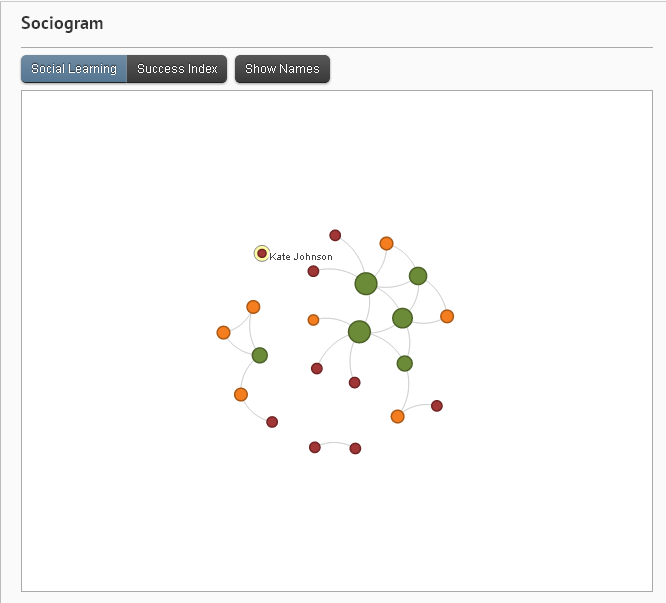 Sociogram
Social Learning
Success Index
Show Names
Kate Johnson